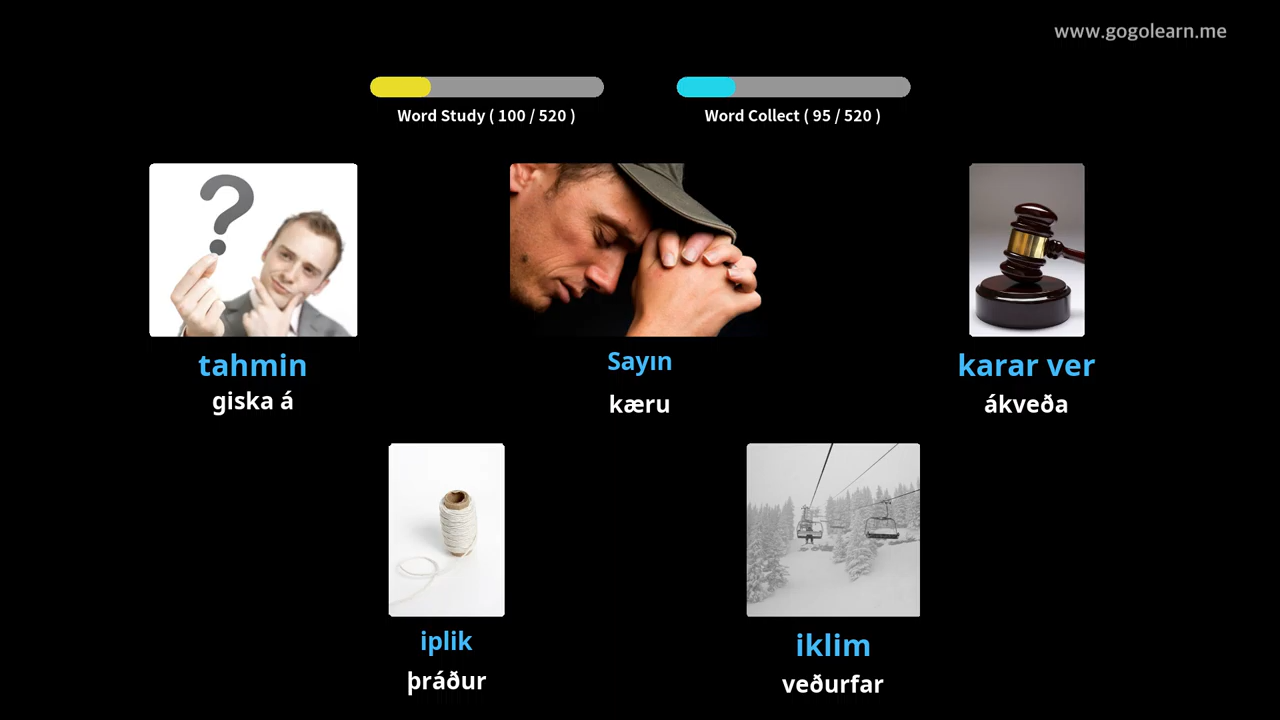 www.gogolearn.me
Word Study ( 100 / 520 )
Word Collect ( 95 / 520 )
?
tahmin
giska á
Sayın
kæru
karar ver
ákveða
iplik
þráður
iklim
veðurfar